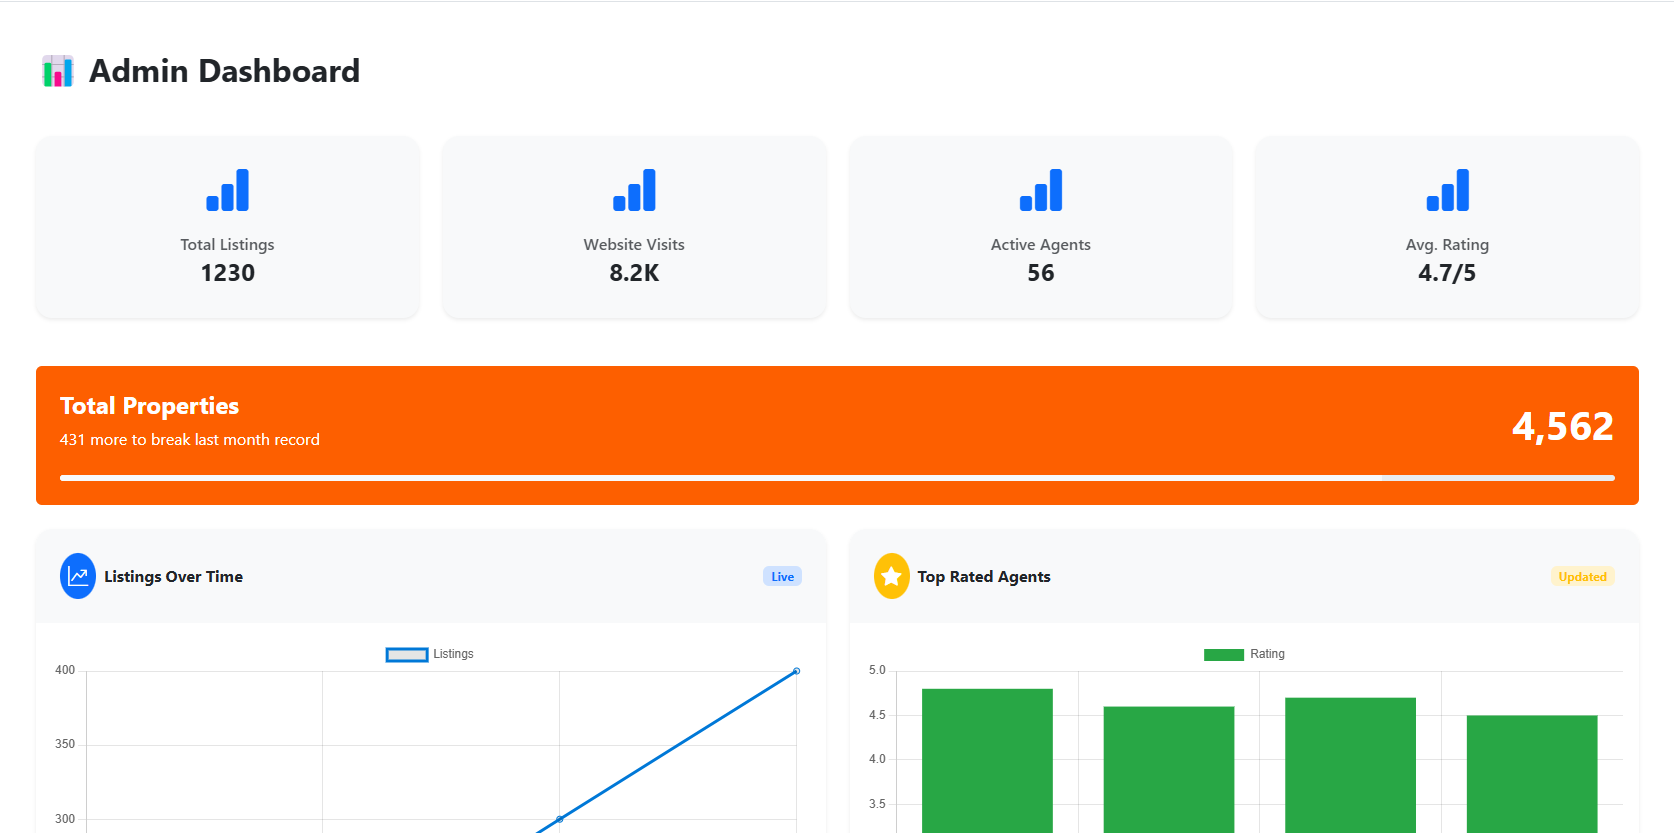 Admin Dashboard
Total Listings
1230
Website Visits
8.2K
Active Agents
56
Avg. Rating
4.7/5
Total Properties
431 more to break last month record
4,562
Listings Over Time
Live
Listings
400
350
300
Top Rated Agents
Updated
Rating
5.0
4.5
4.0
3.5